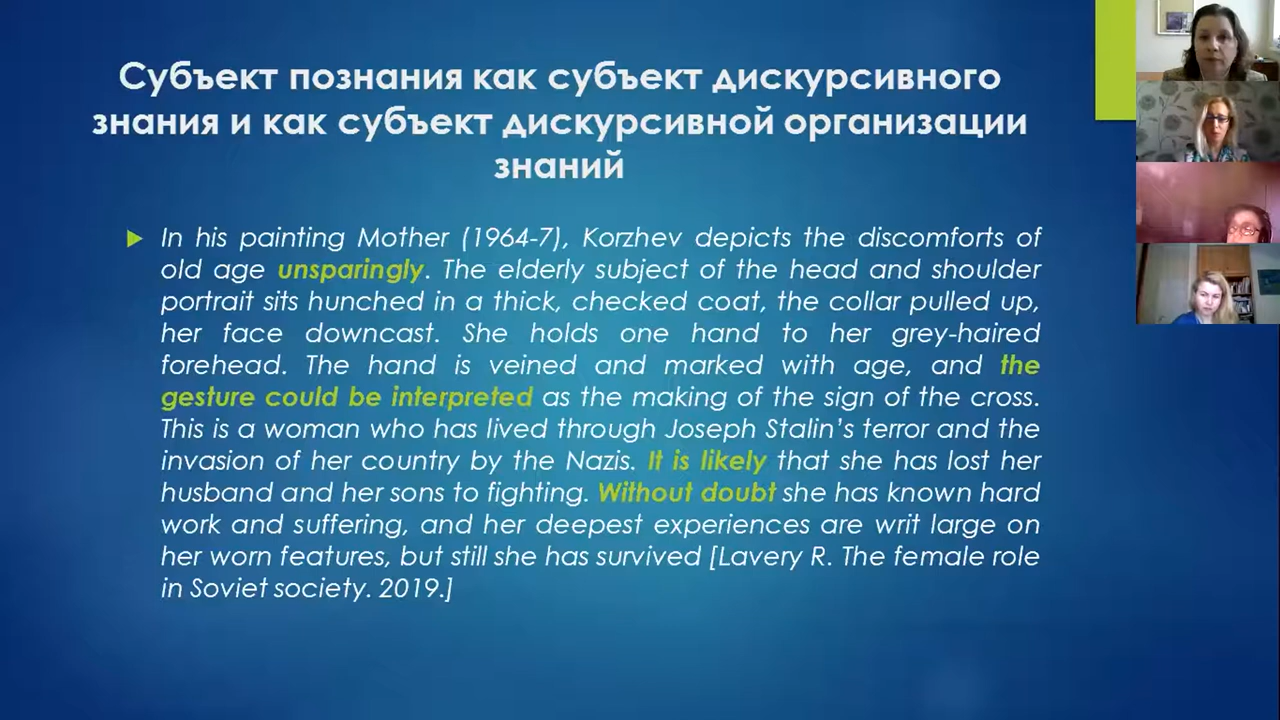 Субъект познания как субъект дискурсивного
знания и как субъект дискурсивной организации
знаний
In his painting Mother (1964-7), Korzhev depicts the discomforts of
old age unsparingly. The elderly subject of the head and shoulder
portrait sits hunched in a thick, checked coat, the collar pulled up,
her face downcast. She holds one hand to her grey-haired
forehead. The hand is veined and marked with age, and the
gesture could be interpreted as the making of the sign of the cross.
This is a woman who has lived through Joseph Stalin’s terror and the
invasion of her country by the Nazis. It is likely that she has lost her
husband and her sons to fighting. Without doubt she has known hard
work and suffering, and her deepest experiences are writ large on
her worn features, but still she has survived [Lavery R. The female role
in Soviet society. 2019.]